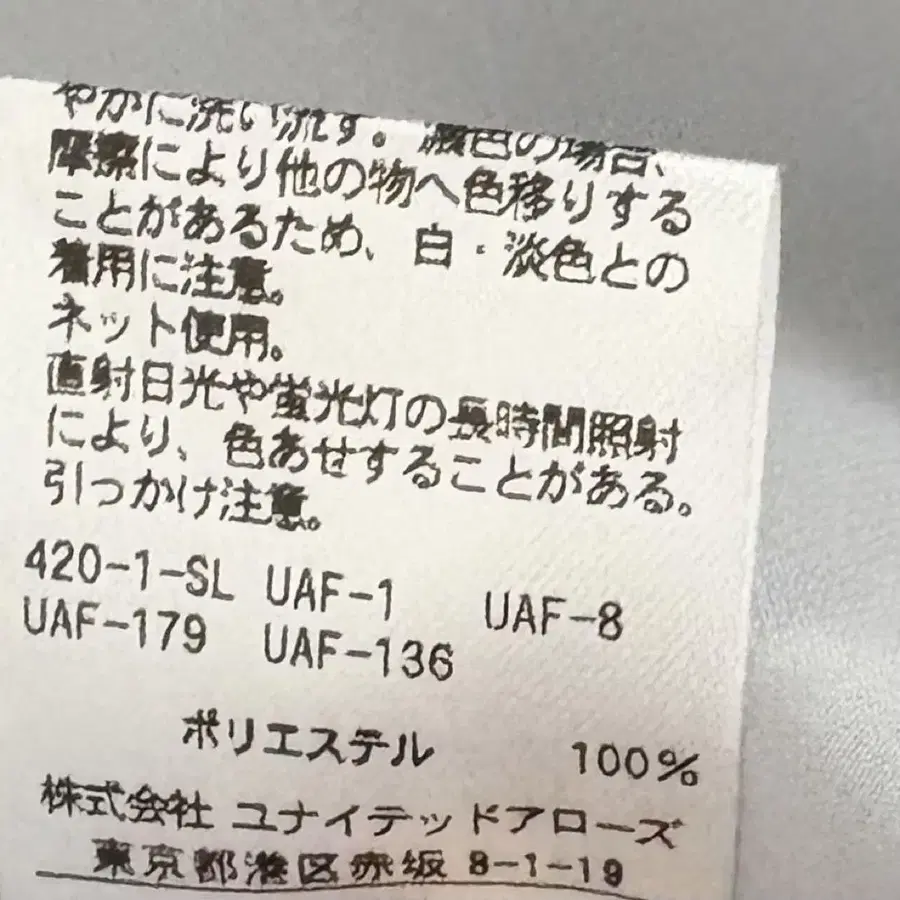 やかに洗い流す。濃色の場合、
摩擦により他の物へ色移りする
ことがあるため、白・淡色との
着用に注意。
ネット使用。
直射日光や蛍光灯の長時間照射
により、色あせすることがある。
引っかけ注意。
420-1-SL UAF-1 UAF-8
UAF-179 UAF-136
ポリエステル 100%
株式会社 ユナイテッドアローズ
東京都港区赤坂 8-1-19